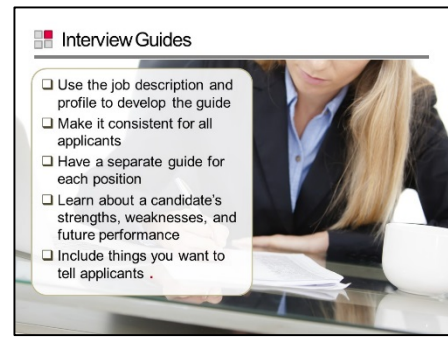 Interview Guides
❑ Use the job description and
profile to develop the guide
❑ Make it consistent for all
applicants
❑ Have a separate guide for
each position
❑ Learn about a candidate's
strengths, weaknesses, and
future performance
❑ Include things you want to
tell applicants .